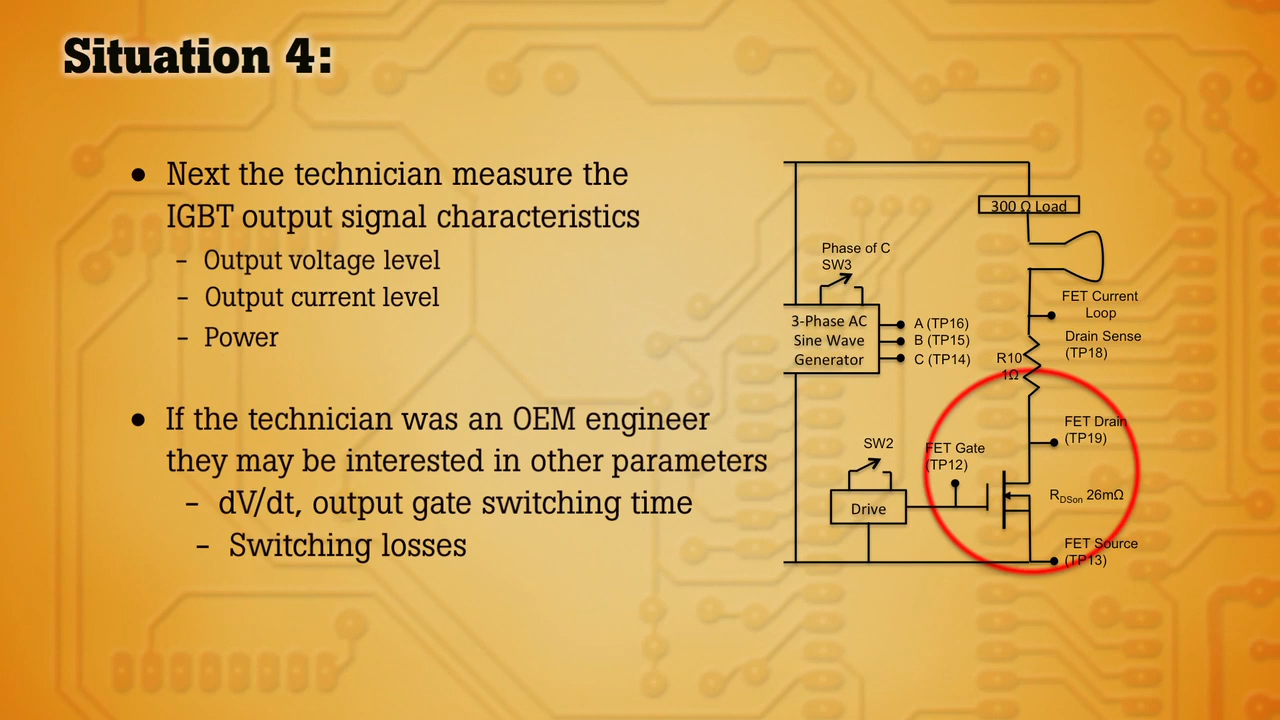 Situation 4:
• Next the technician measure the
IGBT output signal characteristics
– Output voltage level
– Output current level
– Power
• If the technician was an OEM engineer
they may be interested in other parameters
– dV/dt, output gate switching time
– Switching losses
300 Ω Load
Phase of C
SW3
FET Current
Loop
3-Phase AC
Sine Wave
Generator
A (TP16)
B (TP15)
C (TP14)
Drain Sense
(TP18)
R10
1Ω
FET Drain
(TP19)
SW2
FET Gate
(TP12)
RDSon 26mΩ
Drive
FET Source
(TP13)